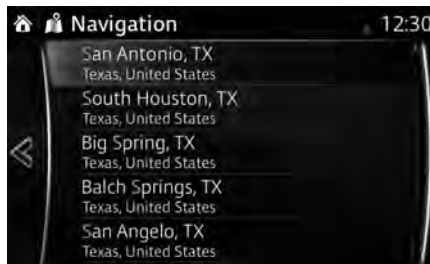 Navigation 12:30
San Antonio, TX
Texas, United States
South Houston, TX
Texas, United States
Big Spring, TX
Texas, United States
Balch Springs, TX
Texas, United States
San Angelo, TX
Texas, United States